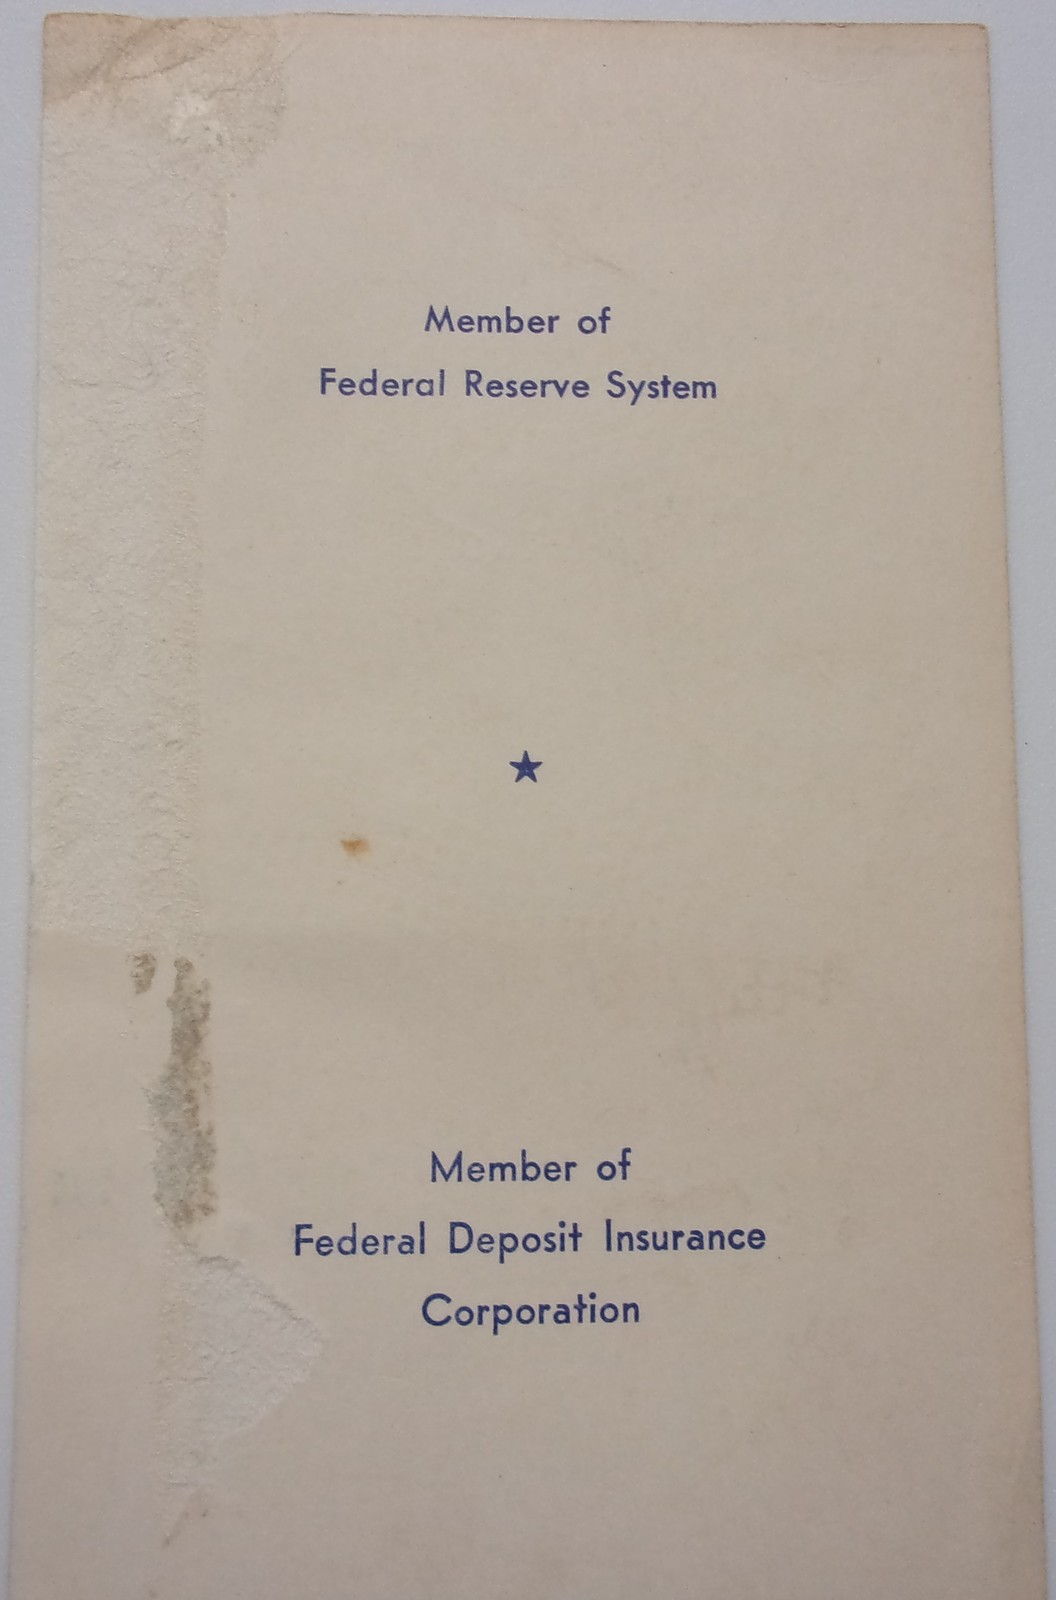 Member of
Federal Reserve System
★
Member of
Federal Deposit Insurance
Corporation